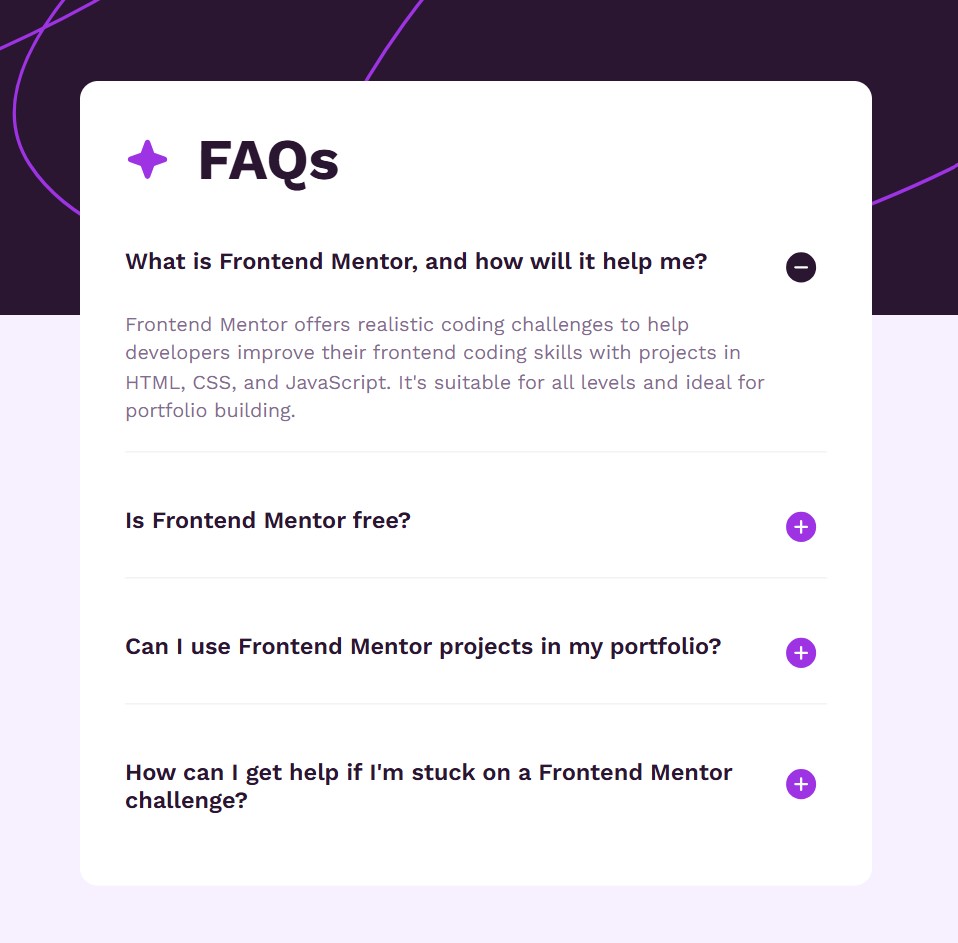 FAQs
What is Frontend Mentor, and how will it help me?
Frontend Mentor offers realistic coding challenges to help
developers improve their frontend coding skills with projects in
HTML, CSS, and JavaScript. It's suitable for all levels and ideal for
portfolio building.
Is Frontend Mentor free?
Can I use Frontend Mentor projects in my portfolio?
How can I get help if I'm stuck on a Frontend Mentor
challenge?